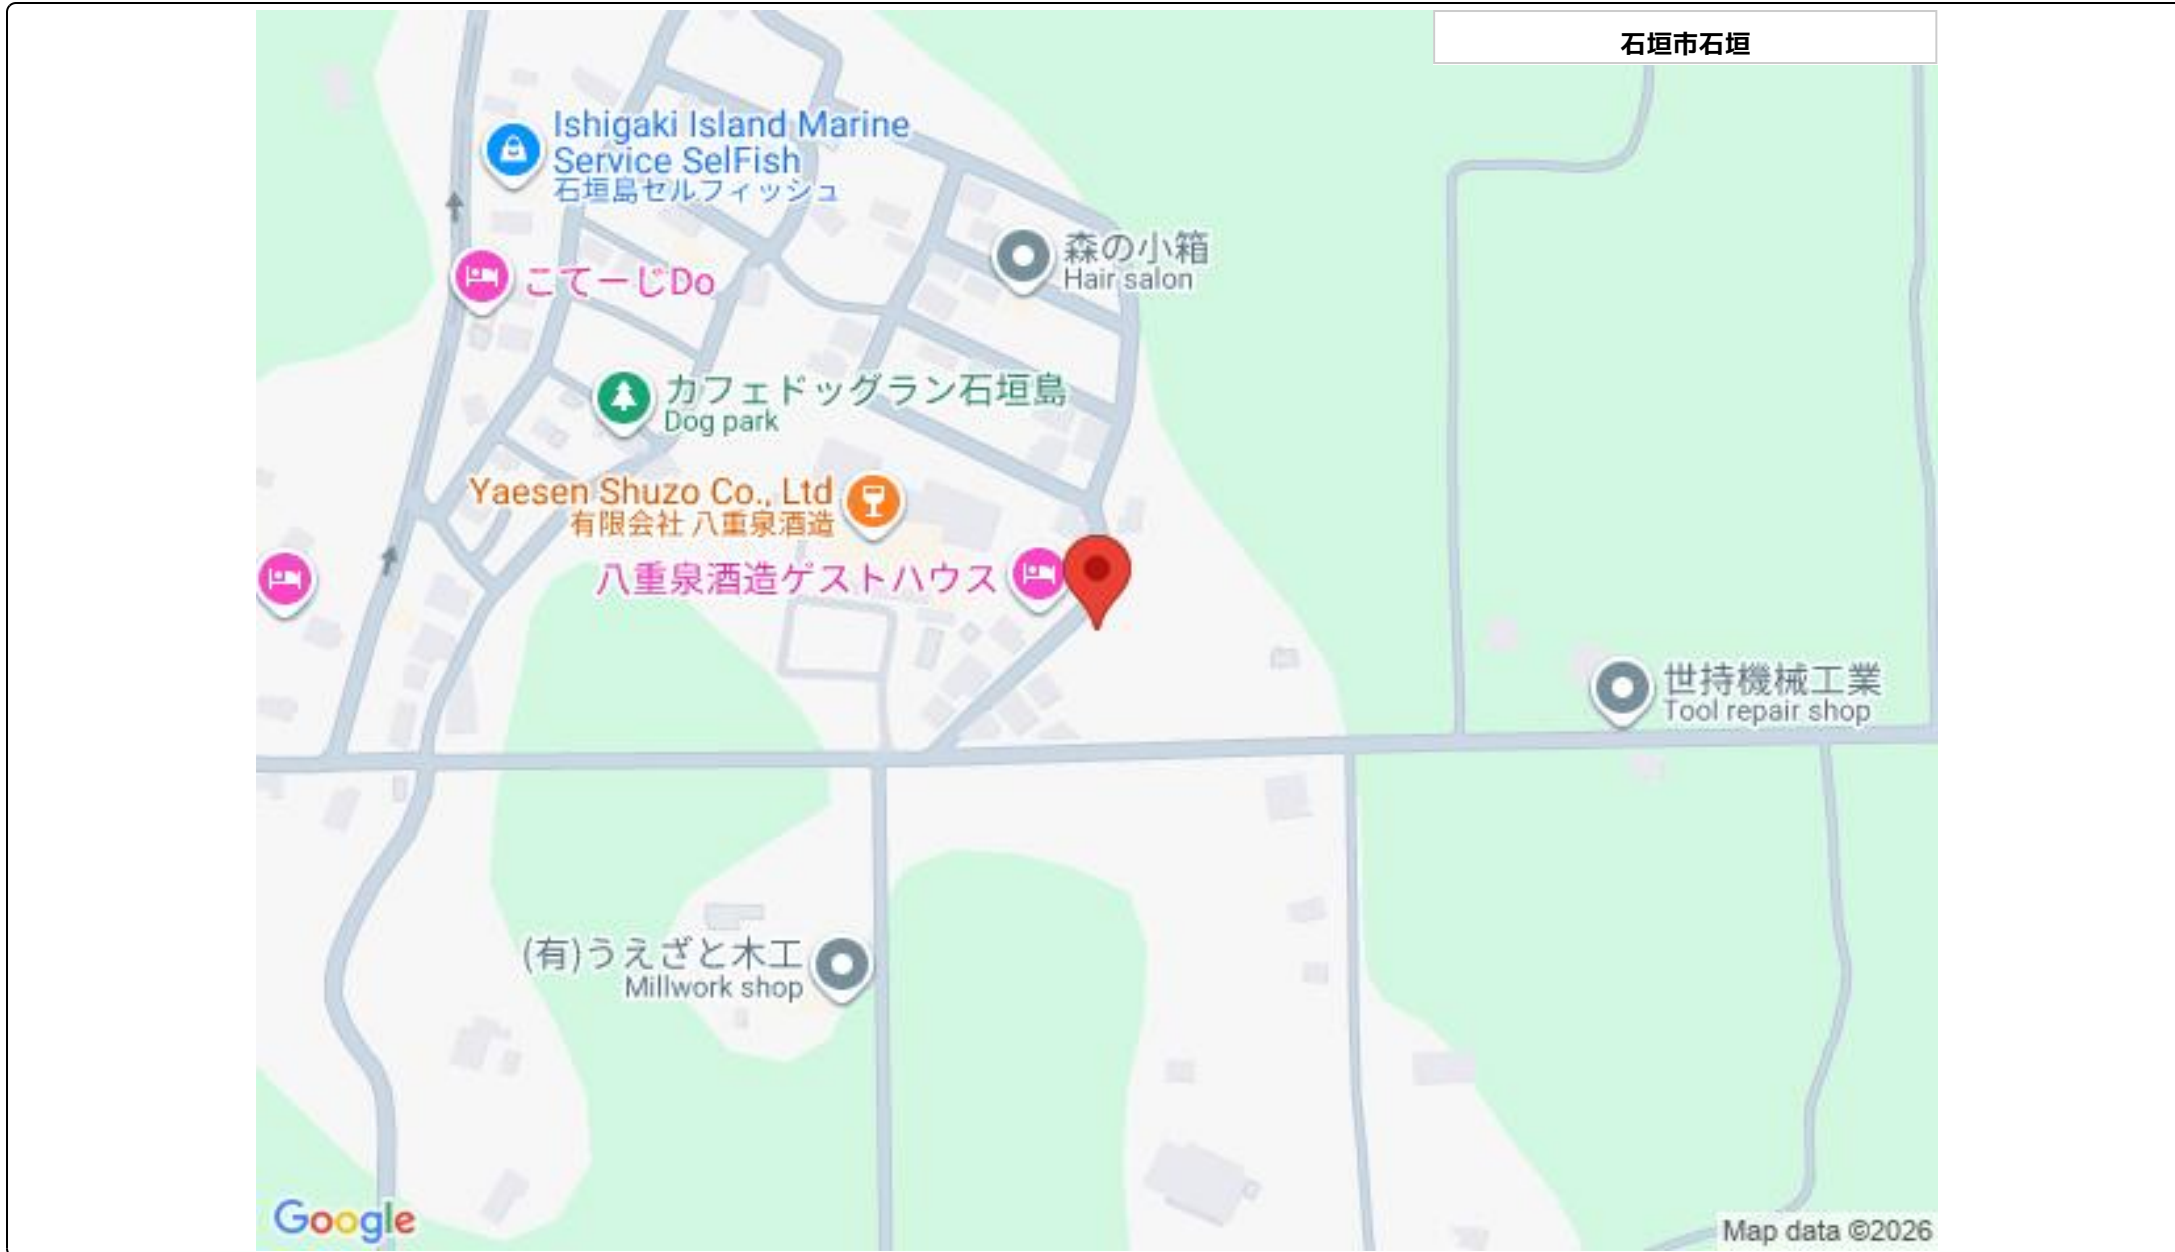 石垣市石垣
Ishigaki Island Marine
Service SelFish
石垣島セルフィッシュ
森の小箱
Hair salon
こてーじDo
カフェドッグラン石垣島
Dog park
Yaesen Shuzo Co., Ltd
有限会社 八重泉酒造
八重泉酒造ゲストハウス
世持機械工業
Tool repair shop
(有)うえざと木工
Millwork shop
Google
Map data ©2026